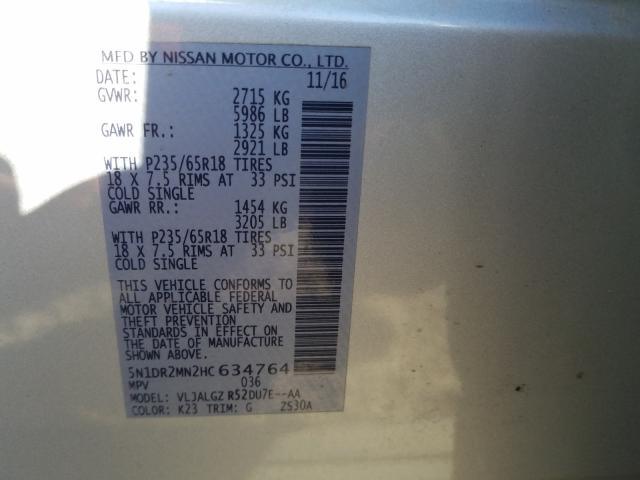 MFD BY NISSAN MOTOR CO., LTD.
DATE: 11/16
GVWR: 2715 KG
5986 LB
GAWR FR.: 1325 KG
2921 LB
WITH P235/65R18 TIRES
18 X 7.5 RIMS AT 33 PSI
COLD SINGLE
GAWR RR.: 1454 KG
3205 LB
WITH P235/65R18 TIRES
18 X 7.5 RIMS AT 33 PSI
COLD SINGLE
THIS VEHICLE CONFORMS TO
ALL APPLICABLE FEDERAL
MOTOR VEHICLE SAFETY AND
THEFT PREVENTION
STANDARDS IN EFFECT ON
THE DATE OF MANUFACTURE
SHOWN ABOVE.
5N1DR2MN2HC634764
MPV 036
MODEL: VLJALGZ R52DU7E--AA
COLOR: K23 TRIM: G 2S30A